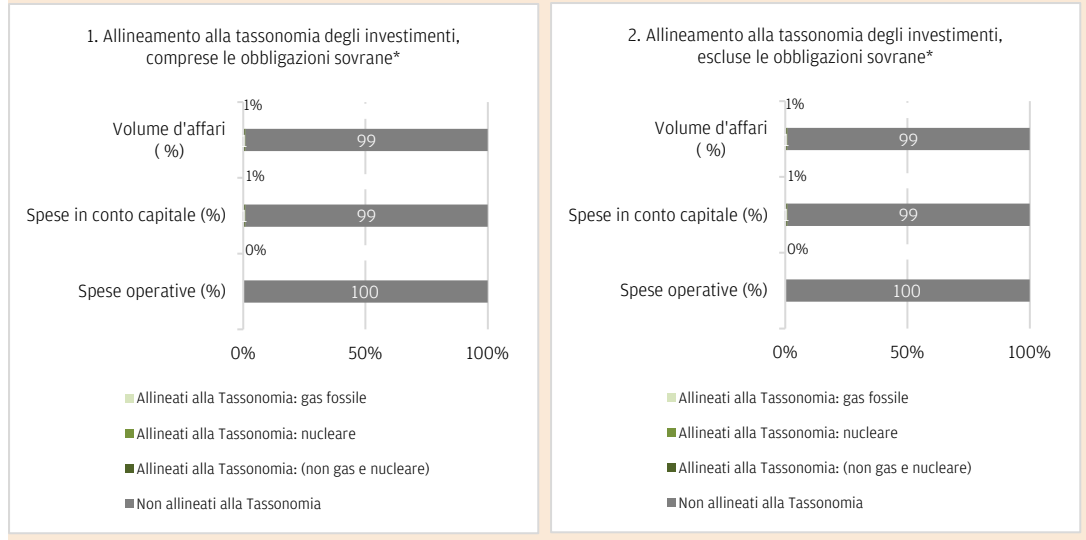 1. Allineamento alla tassonomia degli investimenti,
comprese le obbligazioni sovrane*
1%
Volume d'affari
( %)
1
99
1%
Spese in conto capitale (%)
1
99
0%
Spese operative (%)
100
0%
50%
100%
Allineati alla Tassonomia: gas fossile
Allineati alla Tassonomia: nucleare
Allineati alla Tassonomia: (non gas e nucleare)
Non allineati alla Tassonomia
2. Allineamento alla tassonomia degli investimenti,
escluse le obbligazioni sovrane*
1%
Volume d'affari
( %)
1
99
1%
Spese in conto capitale (%)
1
99
0%
Spese operative (%)
100
0%
50%
100%
Allineati alla Tassonomia: gas fossile
Allineati alla Tassonomia: nucleare
Allineati alla Tassonomia: (non gas e nucleare)
Non allineati alla Tassonomia